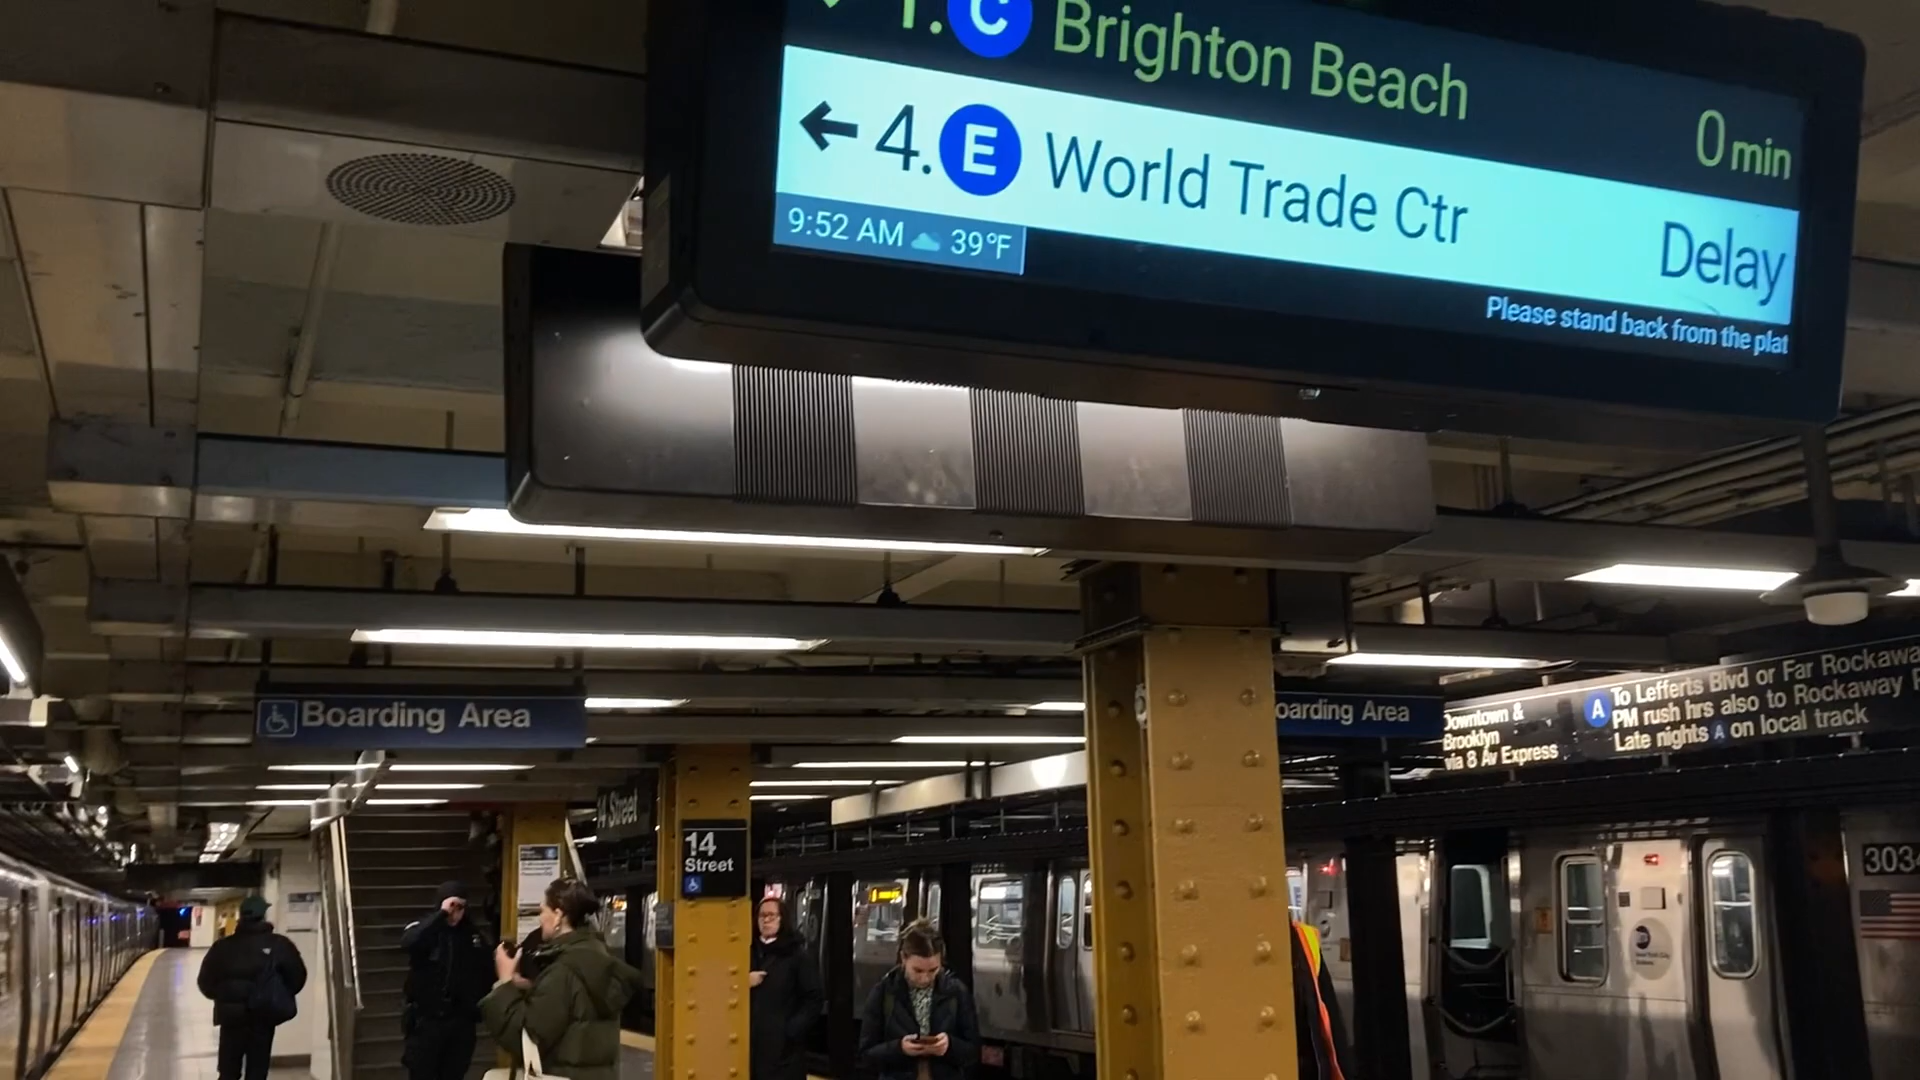 1. C Brighton Beach 0 min
← 4. E World Trade Ctr Delay
9:52 AM 39°F
Please stand back from the plat
Boarding Area
oarding Area
Downtown &
Brooklyn
via 8 Av Express
A To Lefferts Blvd or Far Rockawa
PM rush hrs also to Rockaway P
Late nights A on local track
14 Street
14
Street
303